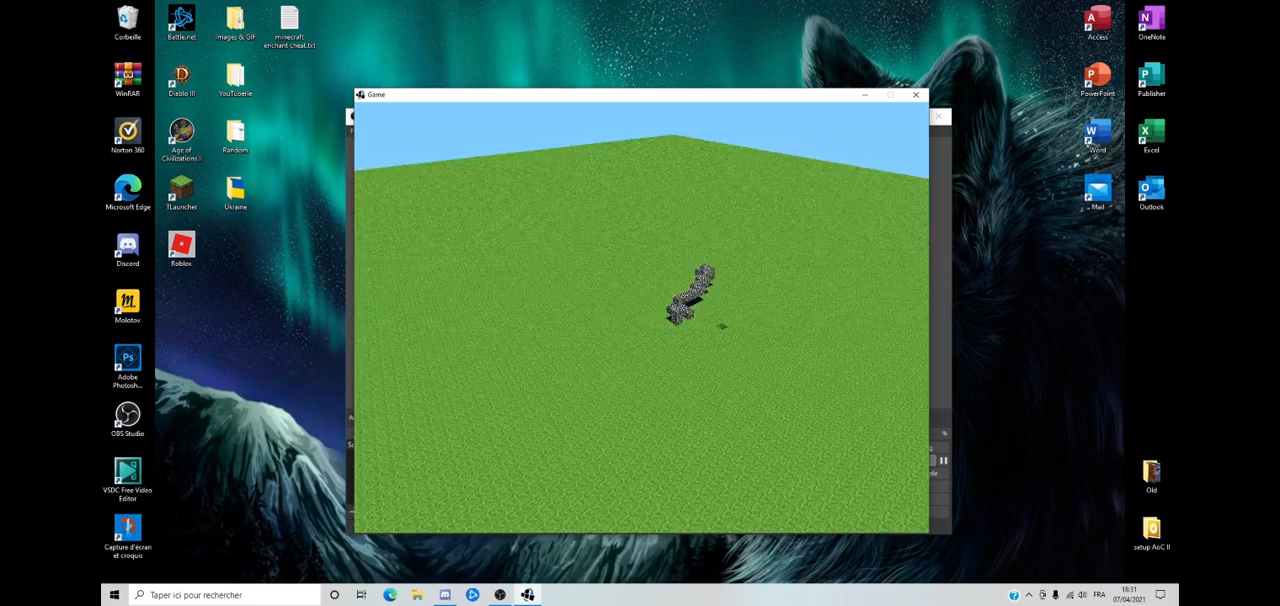 Corbeille
Battle.net
Images & GIF
minecraft
enchant cheat.txt
WinRAR
Diablo III
YouTuberie
Norton 360
Age of
Civilizations II
Random
Microsoft Edge
TLauncher
Ukraine
Discord
Roblox
Molotov
Adobe
Photosh...
OBS Studio
VSDC Free Video
Editor
Capture d'écran
et croquis
Game
Access
OneNote
PowerPoint
Publisher
Word
Excel
Mail
Outlook
Old
setup AoC II
Taper ici pour rechercher
FRA
18:31
07/04/2021